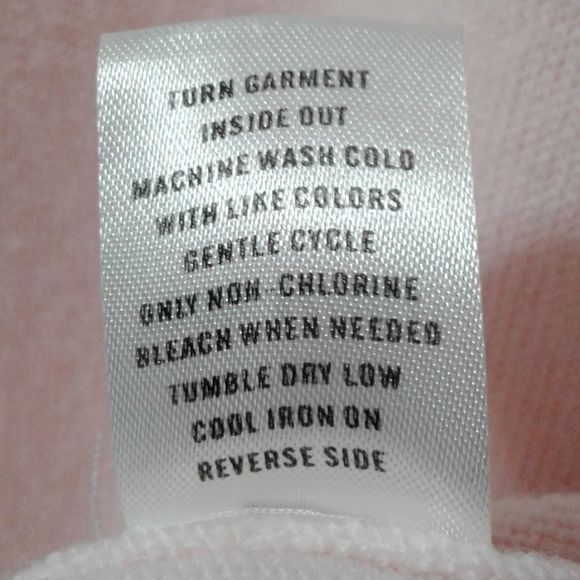 TURN GARMENT
INSIDE OUT
MACHINE WASH COLD
WITH LIKE COLORS
GENTLE CYCLE
ONLY NON-CHLORINE
BLEACH WHEN NEEDED
TUMBLE DRY LOW
COOL IRON ON
REVERSE SIDE